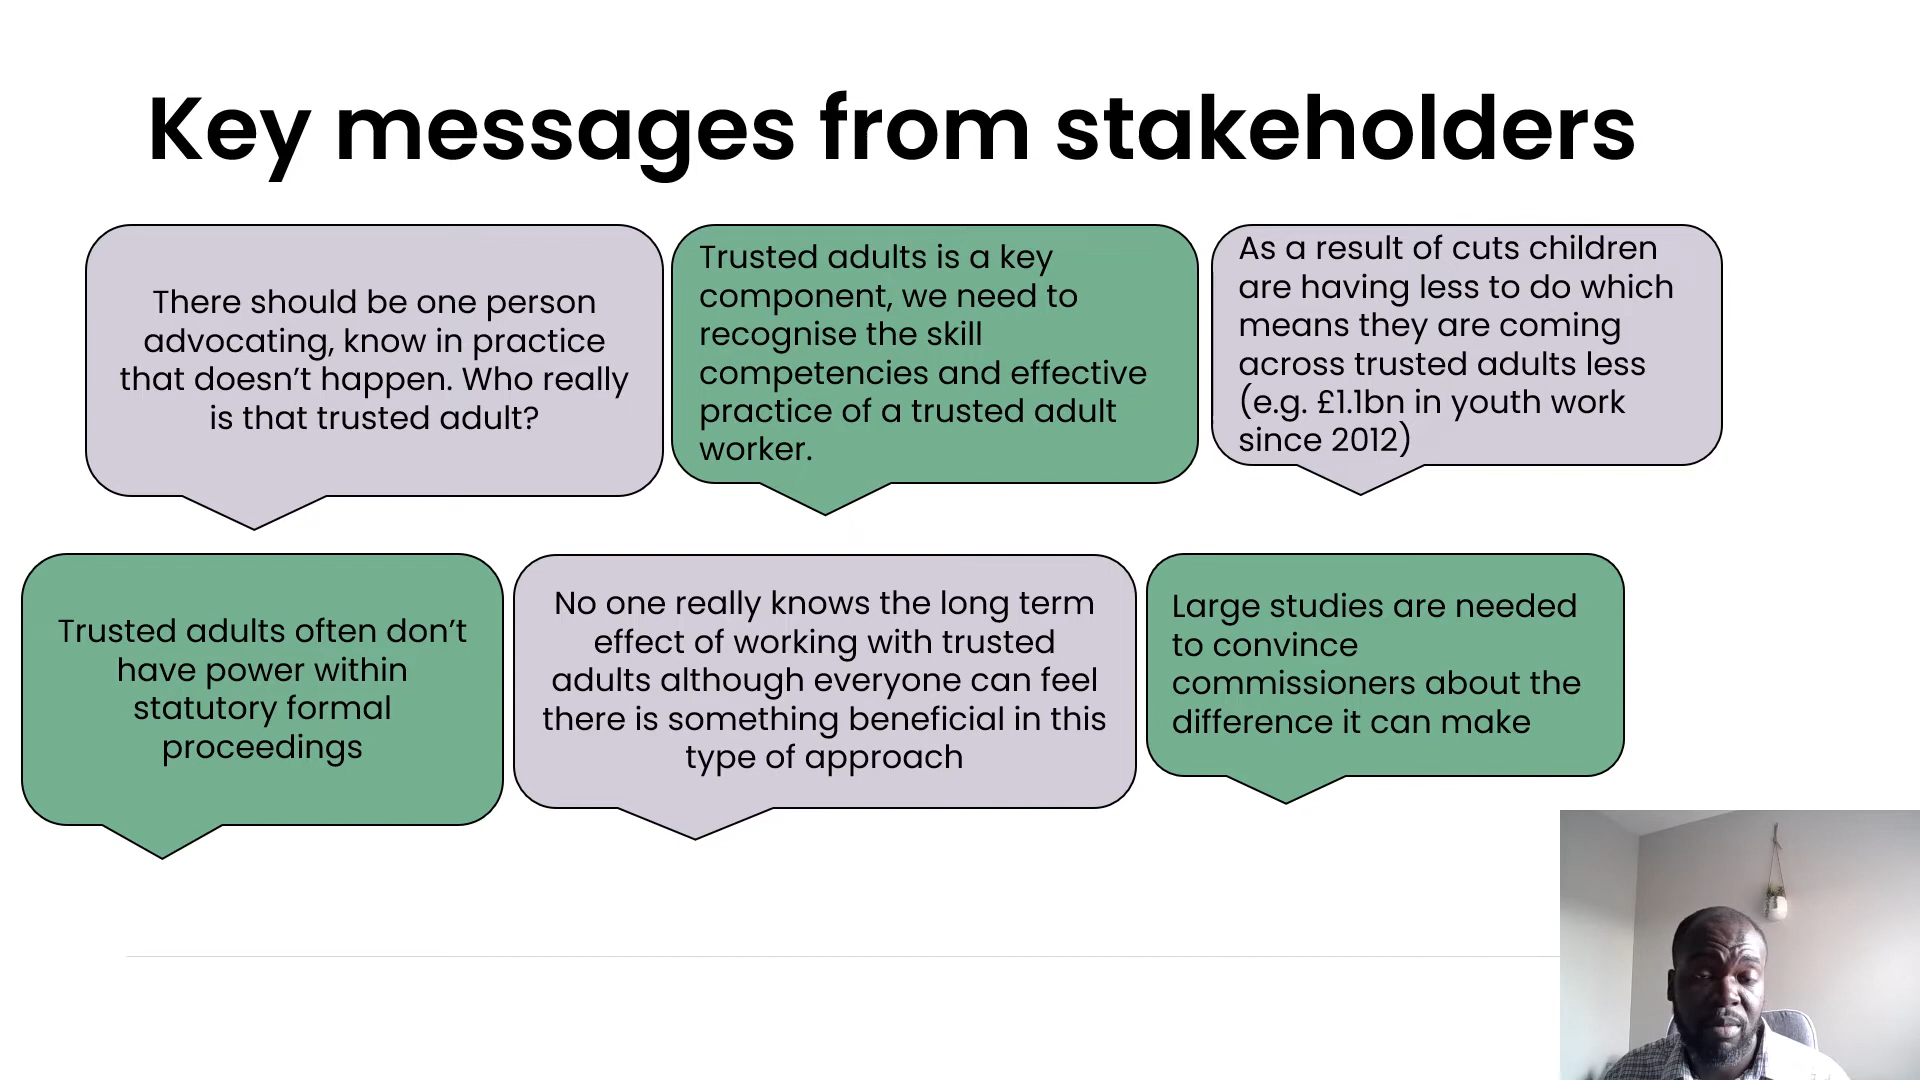 Key messages from stakeholders
There should be one person
advocating, know in practice
that doesn’t happen. Who really
is that trusted adult?
Trusted adults is a key
component, we need to
recognise the skill
competencies and effective
practice of a trusted adult
worker.
As a result of cuts children
are having less to do which
means they are coming
across trusted adults less
(e.g. £1.1bn in youth work
since 2012)
Trusted adults often don’t
have power within
statutory formal
proceedings
No one really knows the long term
effect of working with trusted
adults although everyone can feel
there is something beneficial in this
type of approach
Large studies are needed
to convince
commissioners about the
difference it can make